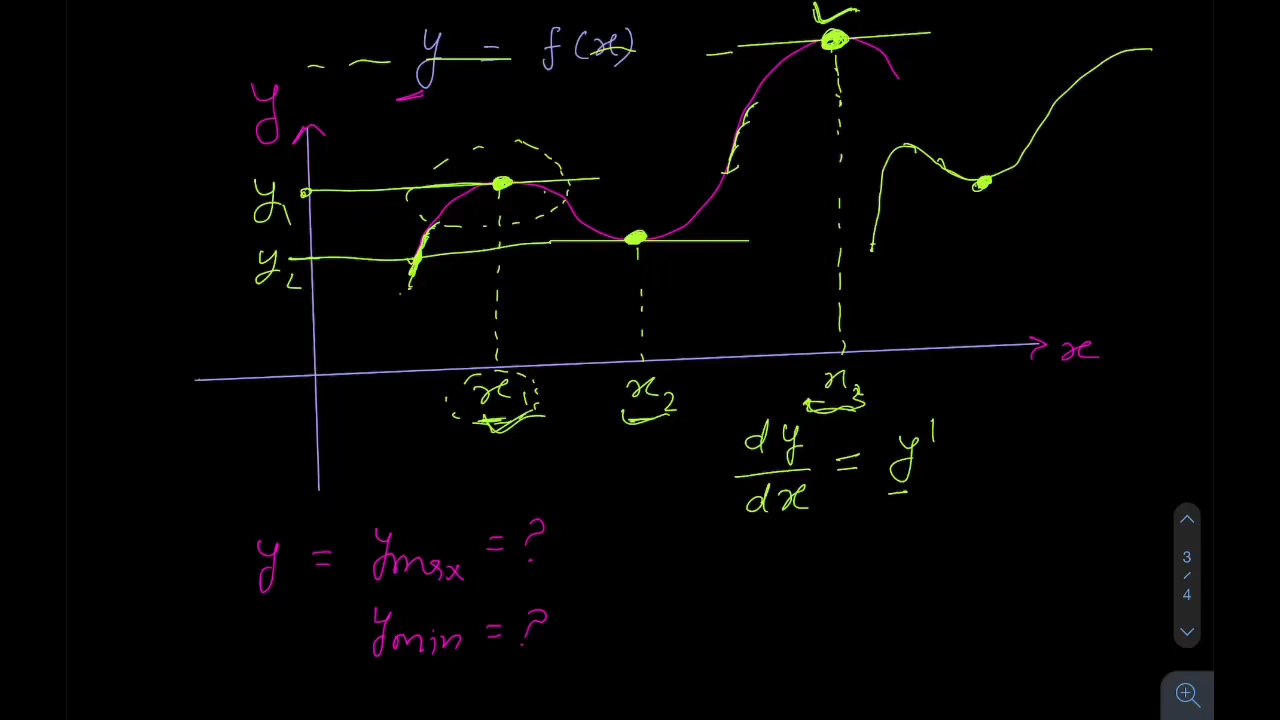 y = f(x)
y
y1
y2
x
x1
x2
x3
dy/dx = y'
y = ymax = ?
ymin = ?
3
/
4